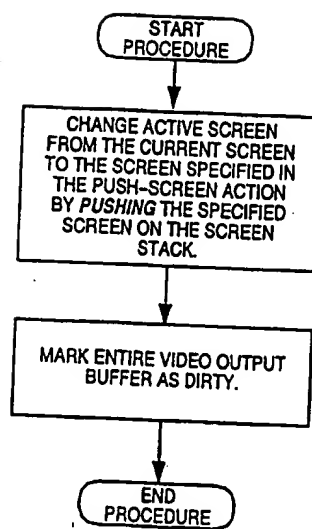 START
PROCEDURE
CHANGE ACTIVE SCREEN
FROM THE CURRENT SCREEN
TO THE SCREEN SPECIFIED IN
THE PUSH-SCREEN ACTION
BY PUSHING THE SPECIFIED
SCREEN ON THE SCREEN
STACK.
MARK ENTIRE VIDEO OUTPUT
BUFFER AS DIRTY.
END
PROCEDURE